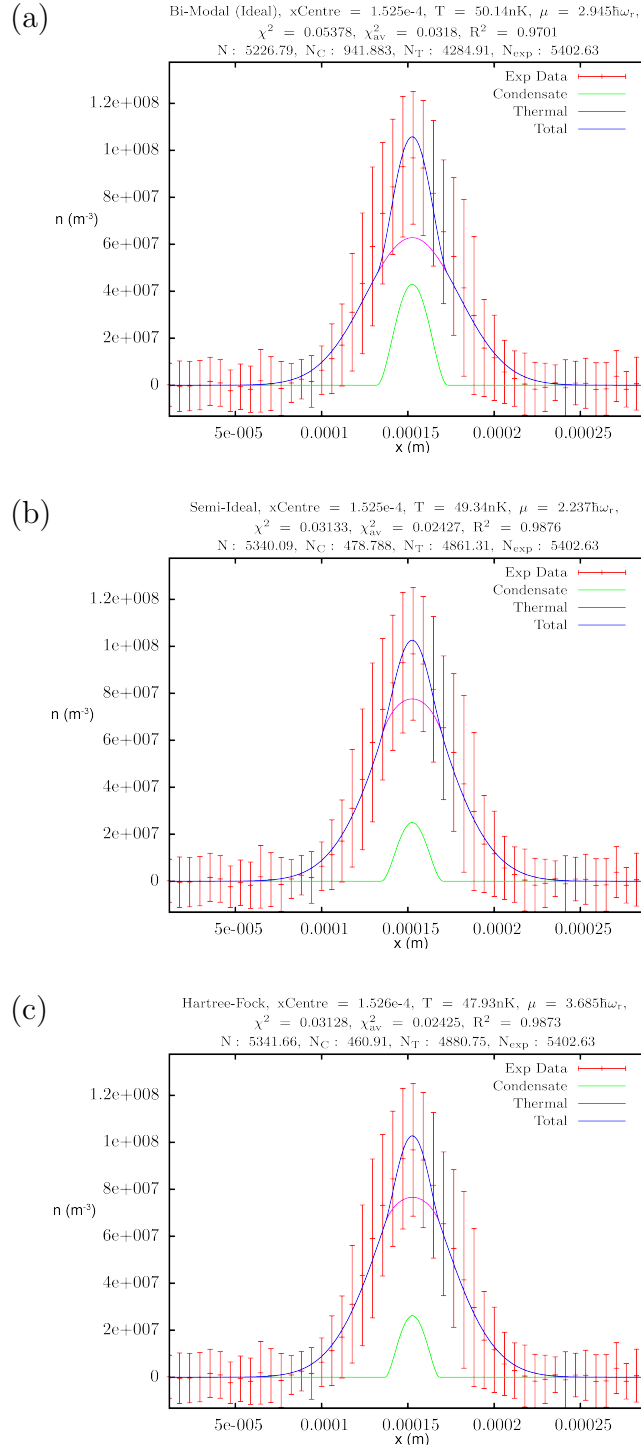 (a)
Bi-Modal (Ideal), xCentre = 1.525e-4, T = 50.14nK, μ = 2.945ℏωᵣ,
χ² = 0.05378, χ²ₐᵥ = 0.0318, R² = 0.9701
N : 5226.79, N_C : 941.883, N_T : 4284.91, N_exp : 5402.63
Exp Data
Condensate
Thermal
Total
1.2e+008
1e+008
8e+007
n (m⁻³)
6e+007
4e+007
2e+007
0
5e-005 0.0001 0.00015 0.0002 0.00025
x (m)
(b)
Semi-Ideal, xCentre = 1.525e-4, T = 49.34nK, μ = 2.237ℏωᵣ,
χ² = 0.03133, χ²ₐᵥ = 0.02427, R² = 0.9876
N : 5340.09, N_C : 478.788, N_T : 4861.31, N_exp : 5402.63
Exp Data
Condensate
Thermal
Total
1.2e+008
1e+008
8e+007
n (m⁻³)
6e+007
4e+007
2e+007
0
5e-005 0.0001 0.00015 0.0002 0.00025
x (m)
(c)
Hartree-Fock, xCentre = 1.526e-4, T = 47.93nK, μ = 3.685ℏωᵣ,
χ² = 0.03128, χ²ₐᵥ = 0.02425, R² = 0.9873
N : 5341.66, N_C : 460.91, N_T : 4880.75, N_exp : 5402.63
Exp Data
Condensate
Thermal
Total
1.2e+008
1e+008
8e+007
n (m⁻³)
6e+007
4e+007
2e+007
0
5e-005 0.0001 0.00015 0.0002 0.00025
x (m)